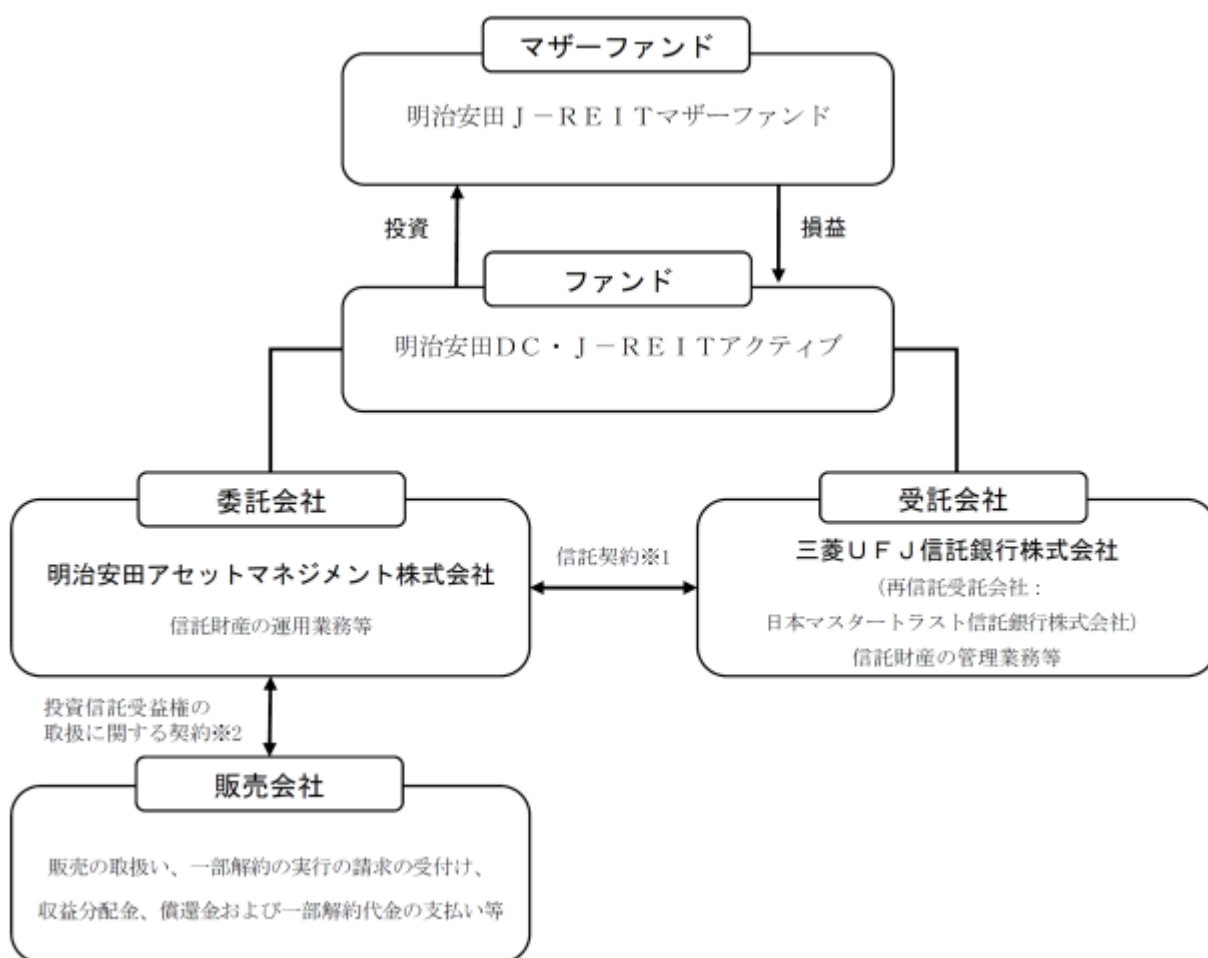 マザーファンド
明治安田Ｊ－ＲＥＩＴマザーファンド
投資
損益
ファンド
明治安田ＤＣ・Ｊ－ＲＥＩＴアクティブ
委託会社
明治安田アセットマネジメント株式会社
信託財産の運用業務等
信託契約※1
受託会社
三菱ＵＦＪ信託銀行株式会社
（再信託受託会社：
日本マスタートラスト信託銀行株式会社）
信託財産の管理業務等
投資信託受益権の
取扱に関する契約※2
販売会社
販売の取扱い、一部解約の実行の請求の受付け、
収益分配金、償還金および一部解約代金の支払い等